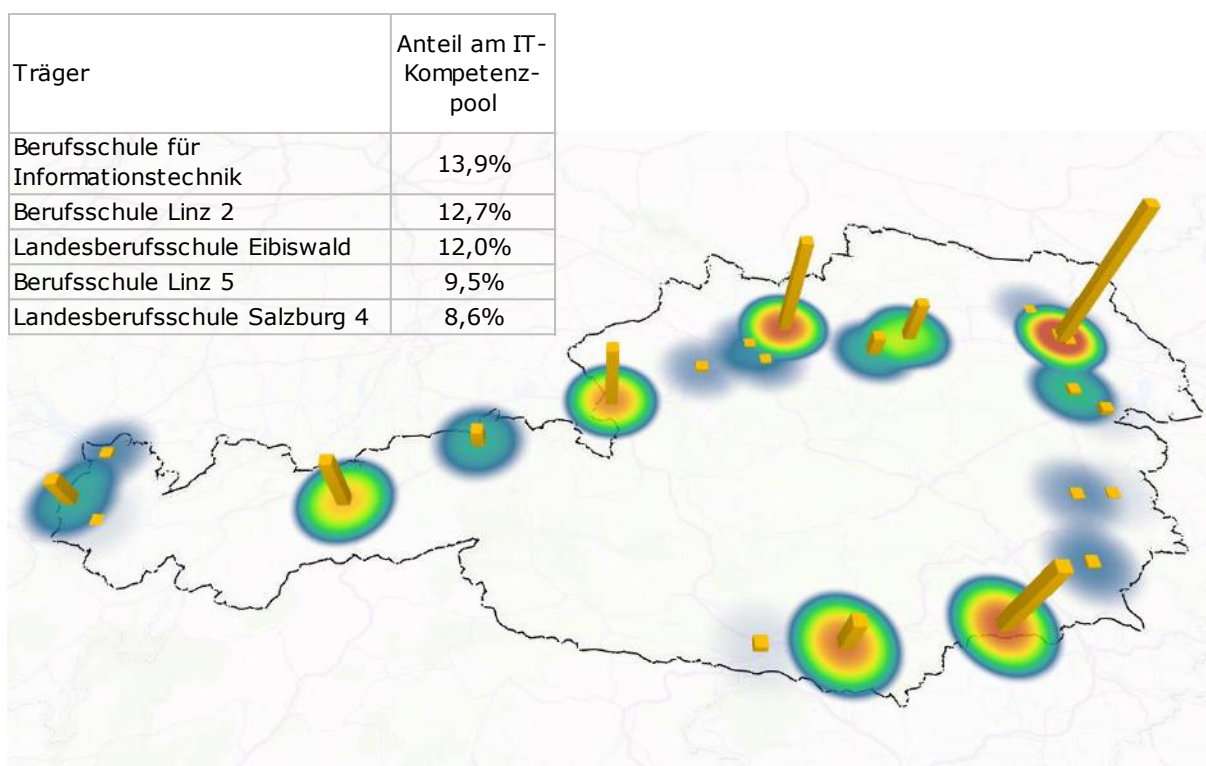 Träger
Anteil am IT-
Kompetenz-
pool
Berufsschule für
Informationstechnik
13,9%
Berufsschule Linz 2
12,7%
Landesberufsschule Eibiswald
12,0%
Berufsschule Linz 5
9,5%
Landesberufsschule Salzburg 4
8,6%